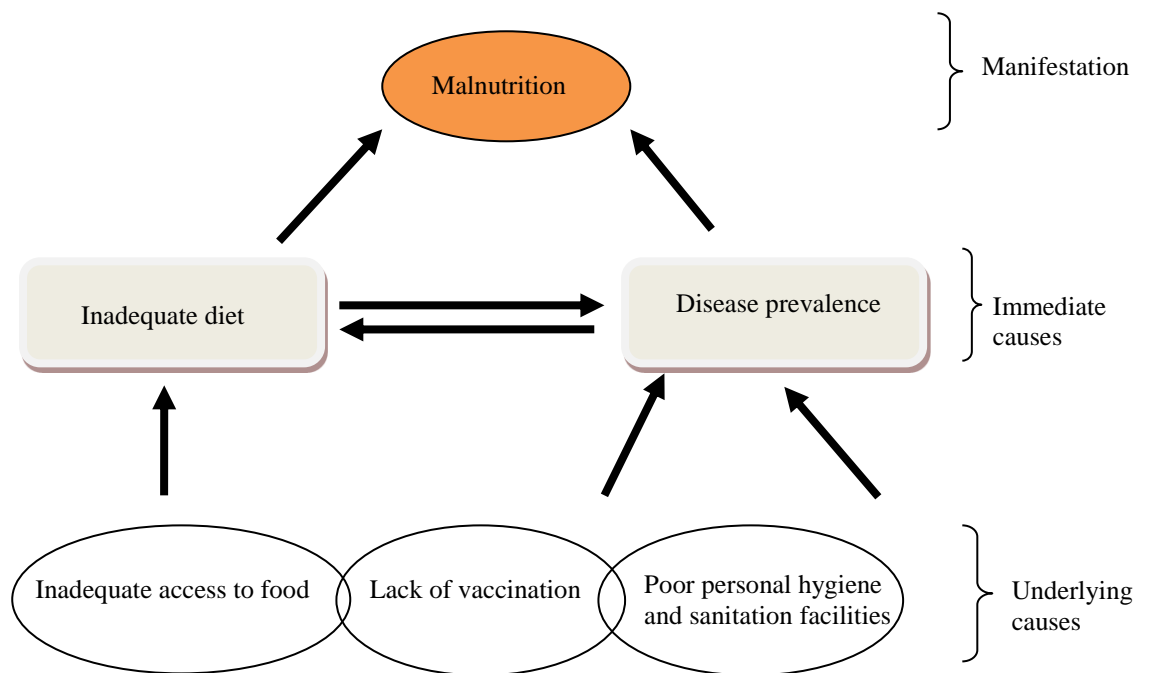 Malnutrition
Manifestation
Inadequate diet
Disease prevalence
Immediate
causes
Inadequate access to food
Lack of vaccination
Poor personal hygiene
and sanitation facilities
Underlying
causes